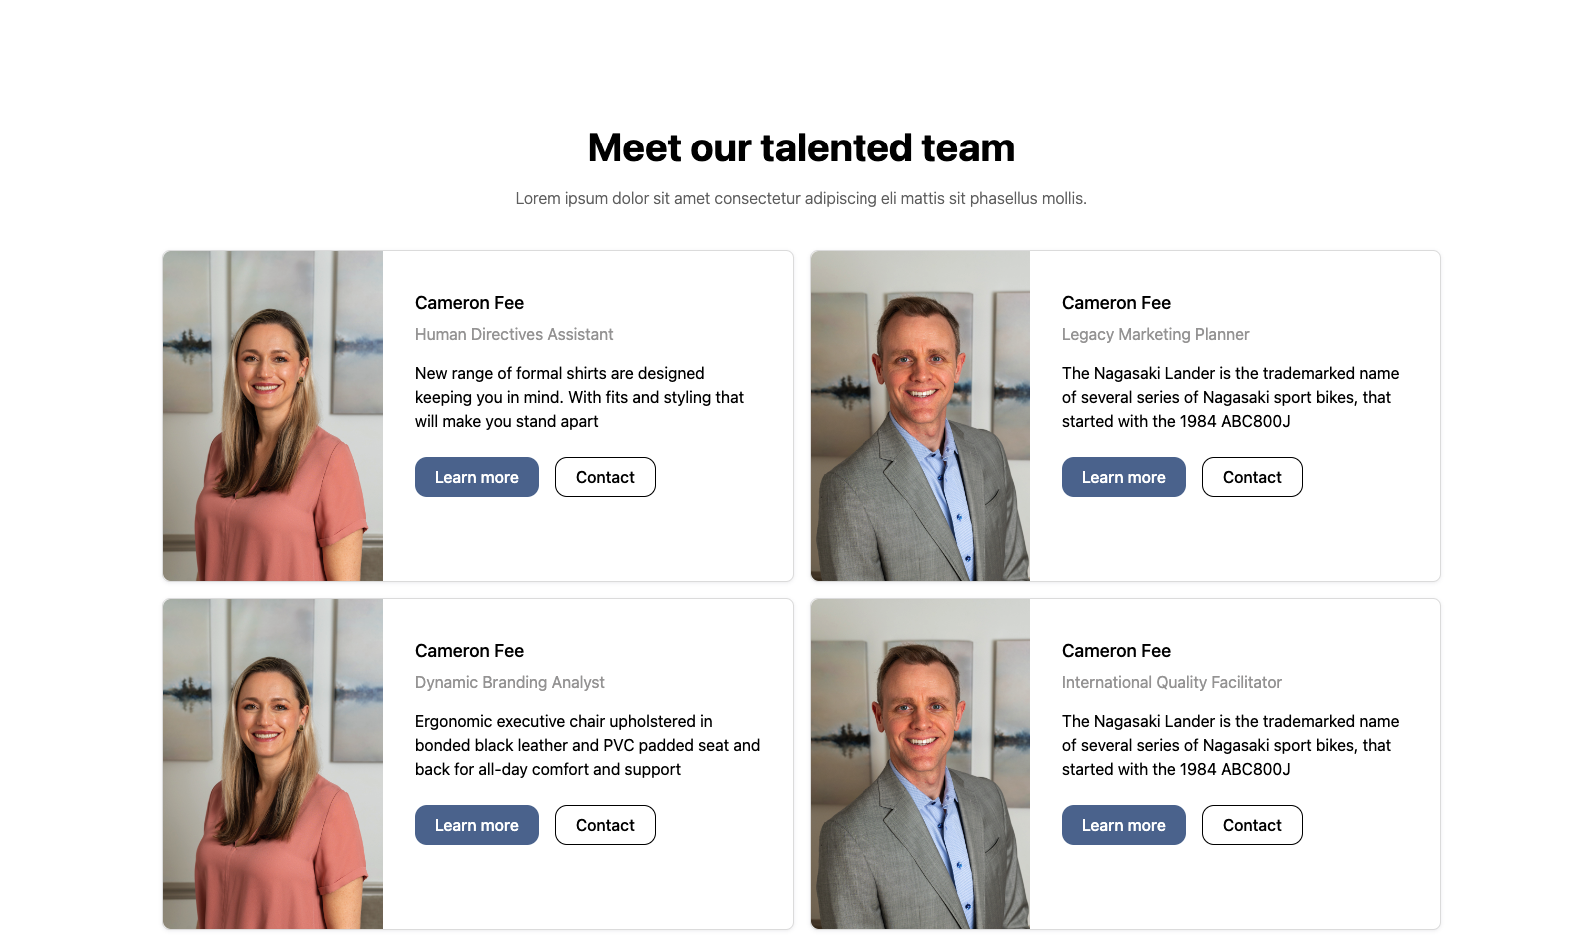 Meet our talented team
Lorem ipsum dolor sit amet consectetur adipiscing eli mattis sit phasellus mollis.
Cameron Fee
Human Directives Assistant
New range of formal shirts are designed
keeping you in mind. With fits and styling that
will make you stand apart
Learn more
Contact
Cameron Fee
Legacy Marketing Planner
The Nagasaki Lander is the trademarked name
of several series of Nagasaki sport bikes, that
started with the 1984 ABC800J
Learn more
Contact
Cameron Fee
Dynamic Branding Analyst
Ergonomic executive chair upholstered in
bonded black leather and PVC padded seat and
back for all-day comfort and support
Learn more
Contact
Cameron Fee
International Quality Facilitator
The Nagasaki Lander is the trademarked name
of several series of Nagasaki sport bikes, that
started with the 1984 ABC800J
Learn more
Contact